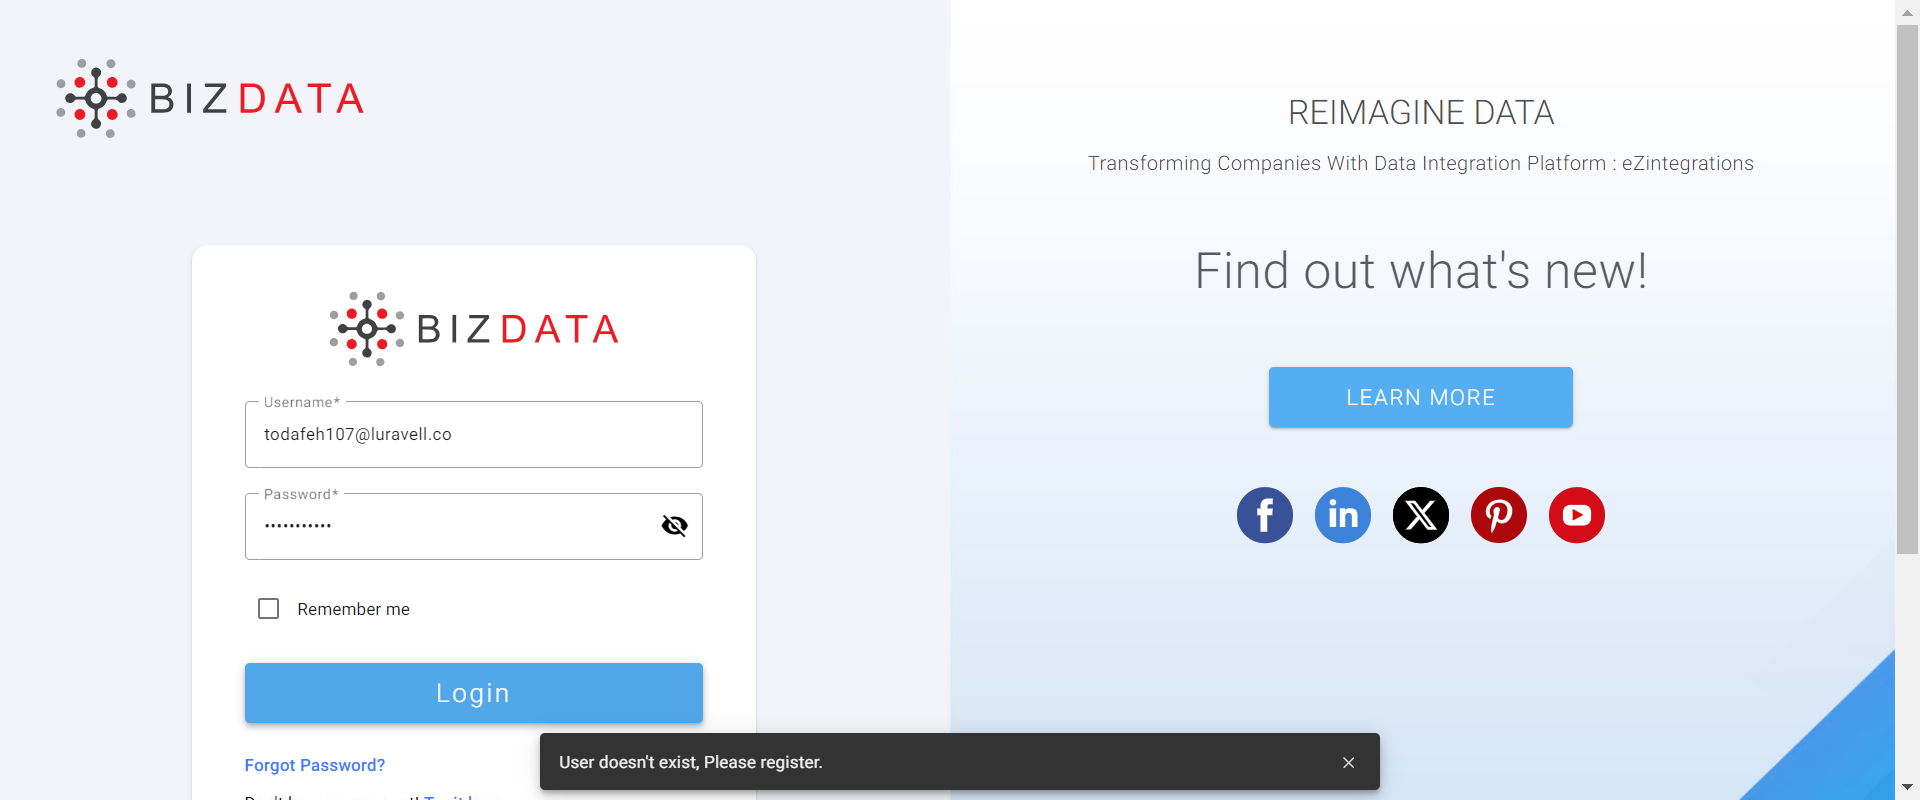 BIZDATA
BIZDATA
Username*
todafeh107@luravell.co
Password*
Remember me
Login
Forgot Password?
REIMAGINE DATA
Transforming Companies With Data Integration Platform : eZintegrations
Find out what's new!
LEARN MORE
User doesn't exist, Please register.